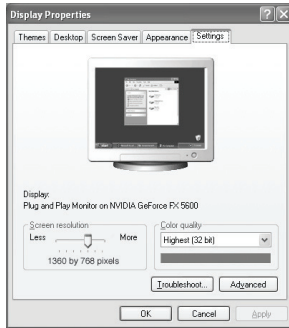 Display Properties
Themes Desktop Screen Saver Appearance Settings
Display:
Plug and Play Monitor on NVIDIA GeForce FX 5600
Screen resolution
Less More
1360 by 768 pixels
Color quality
Highest (32 bit)
Troubleshoot... Advanced
OK Cancel Apply